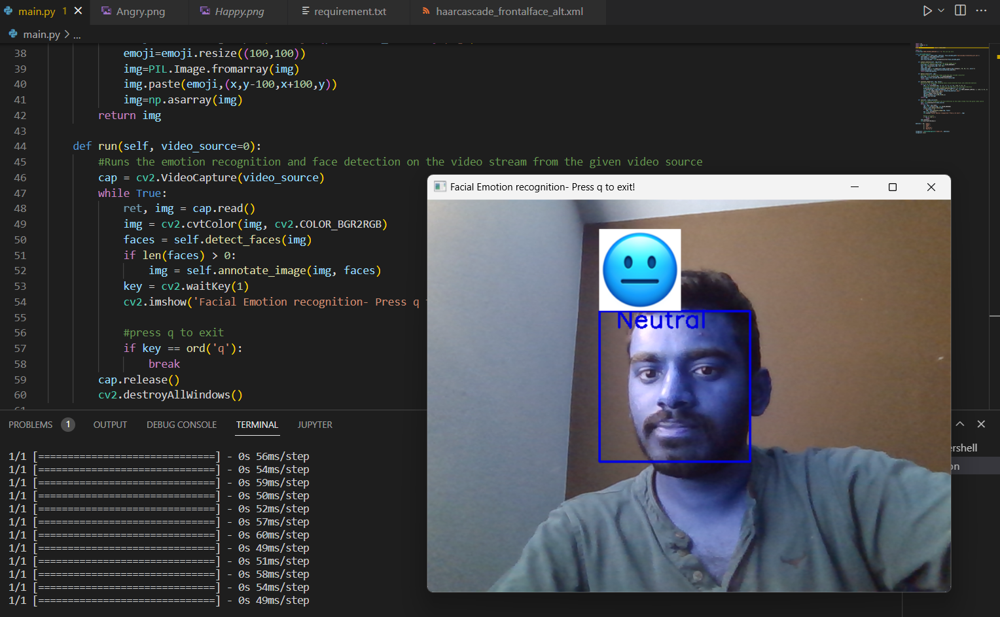 main.py 1
Angry.png
Happy.png
requirement.txt
haarcascade_frontalface_alt.xml
main.py > ...
38 emoji=emoji.resize((100,100))
39 img=PIL.Image.fromarray(img)
40 img.paste(emoji,(x,y-100,x+100,y))
41 img=np.asarray(img)
42 return img
43
44 def run(self, video_source=0):
45 #Runs the emotion recognition and face detection on the video stream from the given video source
46 cap = cv2.VideoCapture(video_source)
47 while True:
48 ret, img = cap.read()
49 img = cv2.cvtColor(img, cv2.COLOR_BGR2RGB)
50 faces = self.detect_faces(img)
51 if len(faces) > 0:
52 img = self.annotate_image(img, faces)
53 key = cv2.waitKey(1)
54 cv2.imshow('Facial Emotion recognition- Press q
55
56 #press q to exit
57 if key == ord('q'):
58 break
59 cap.release()
60 cv2.destroyAllWindows()
Facial Emotion recognition- Press q to exit!
Neutral
PROBLEMS 1 OUTPUT DEBUG CONSOLE TERMINAL JUPYTER
1/1 [==============================] - 0s 56ms/step
1/1 [==============================] - 0s 54ms/step
1/1 [==============================] - 0s 59ms/step
1/1 [==============================] - 0s 50ms/step
1/1 [==============================] - 0s 52ms/step
1/1 [==============================] - 0s 57ms/step
1/1 [==============================] - 0s 60ms/step
1/1 [==============================] - 0s 49ms/step
1/1 [==============================] - 0s 51ms/step
1/1 [==============================] - 0s 58ms/step
1/1 [==============================] - 0s 54ms/step
1/1 [==============================] - 0s 49ms/step
ershell
on